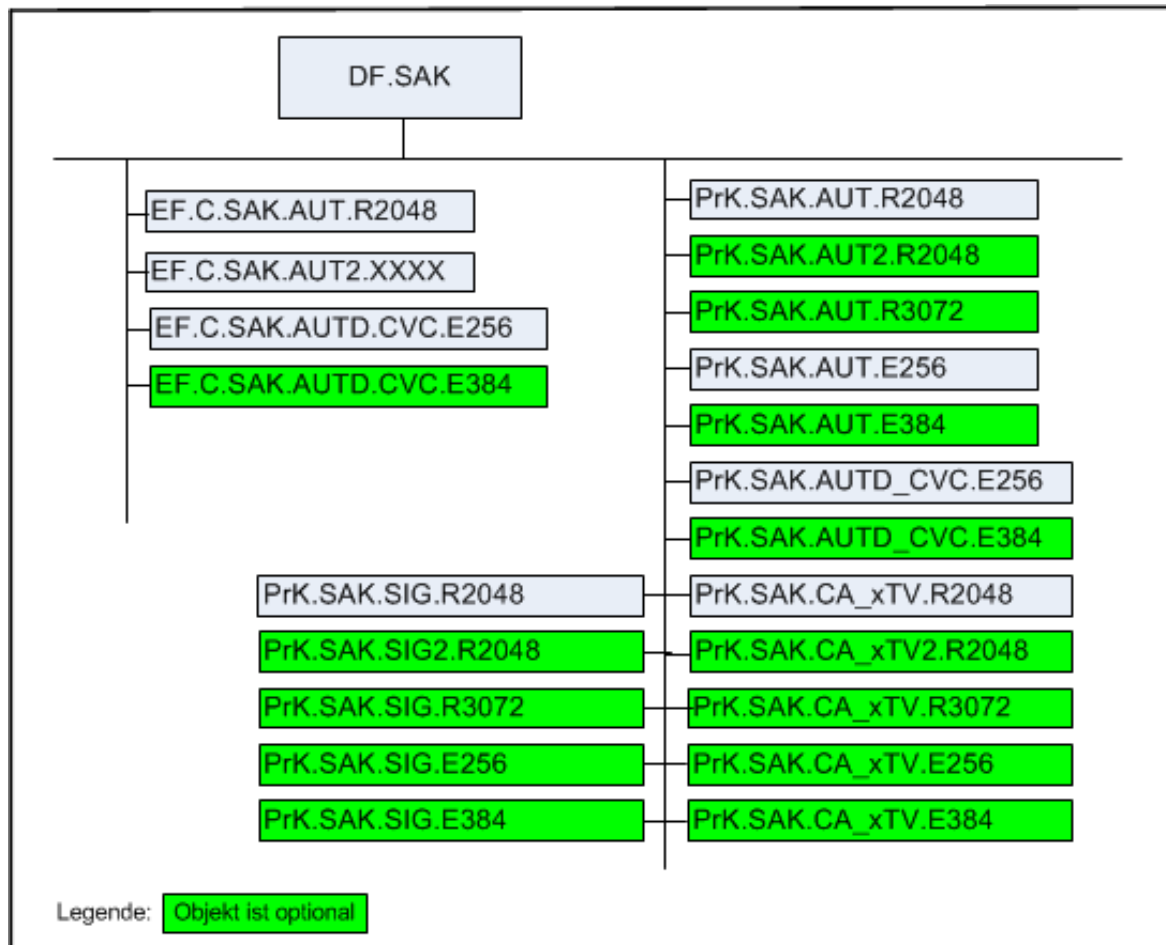 DF.SAK
EF.C.SAK.AUT.R2048
EF.C.SAK.AUT2.XXXX
EF.C.SAK.AUTD.CVC.E256
EF.C.SAK.AUTD.CVC.E384
PrK.SAK.AUT.R2048
PrK.SAK.AUT2.R2048
PrK.SAK.AUT.R3072
PrK.SAK.AUT.E256
PrK.SAK.AUT.E384
PrK.SAK.AUTD_CVC.E256
PrK.SAK.AUTD_CVC.E384
PrK.SAK.SIG.R2048
PrK.SAK.CA_xTV.R2048
PrK.SAK.SIG2.R2048
PrK.SAK.CA_xTV2.R2048
PrK.SAK.SIG.R3072
PrK.SAK.CA_xTV.R3072
PrK.SAK.SIG.E256
PrK.SAK.CA_xTV.E256
PrK.SAK.SIG.E384
PrK.SAK.CA_xTV.E384
Legende: Objekt ist optional